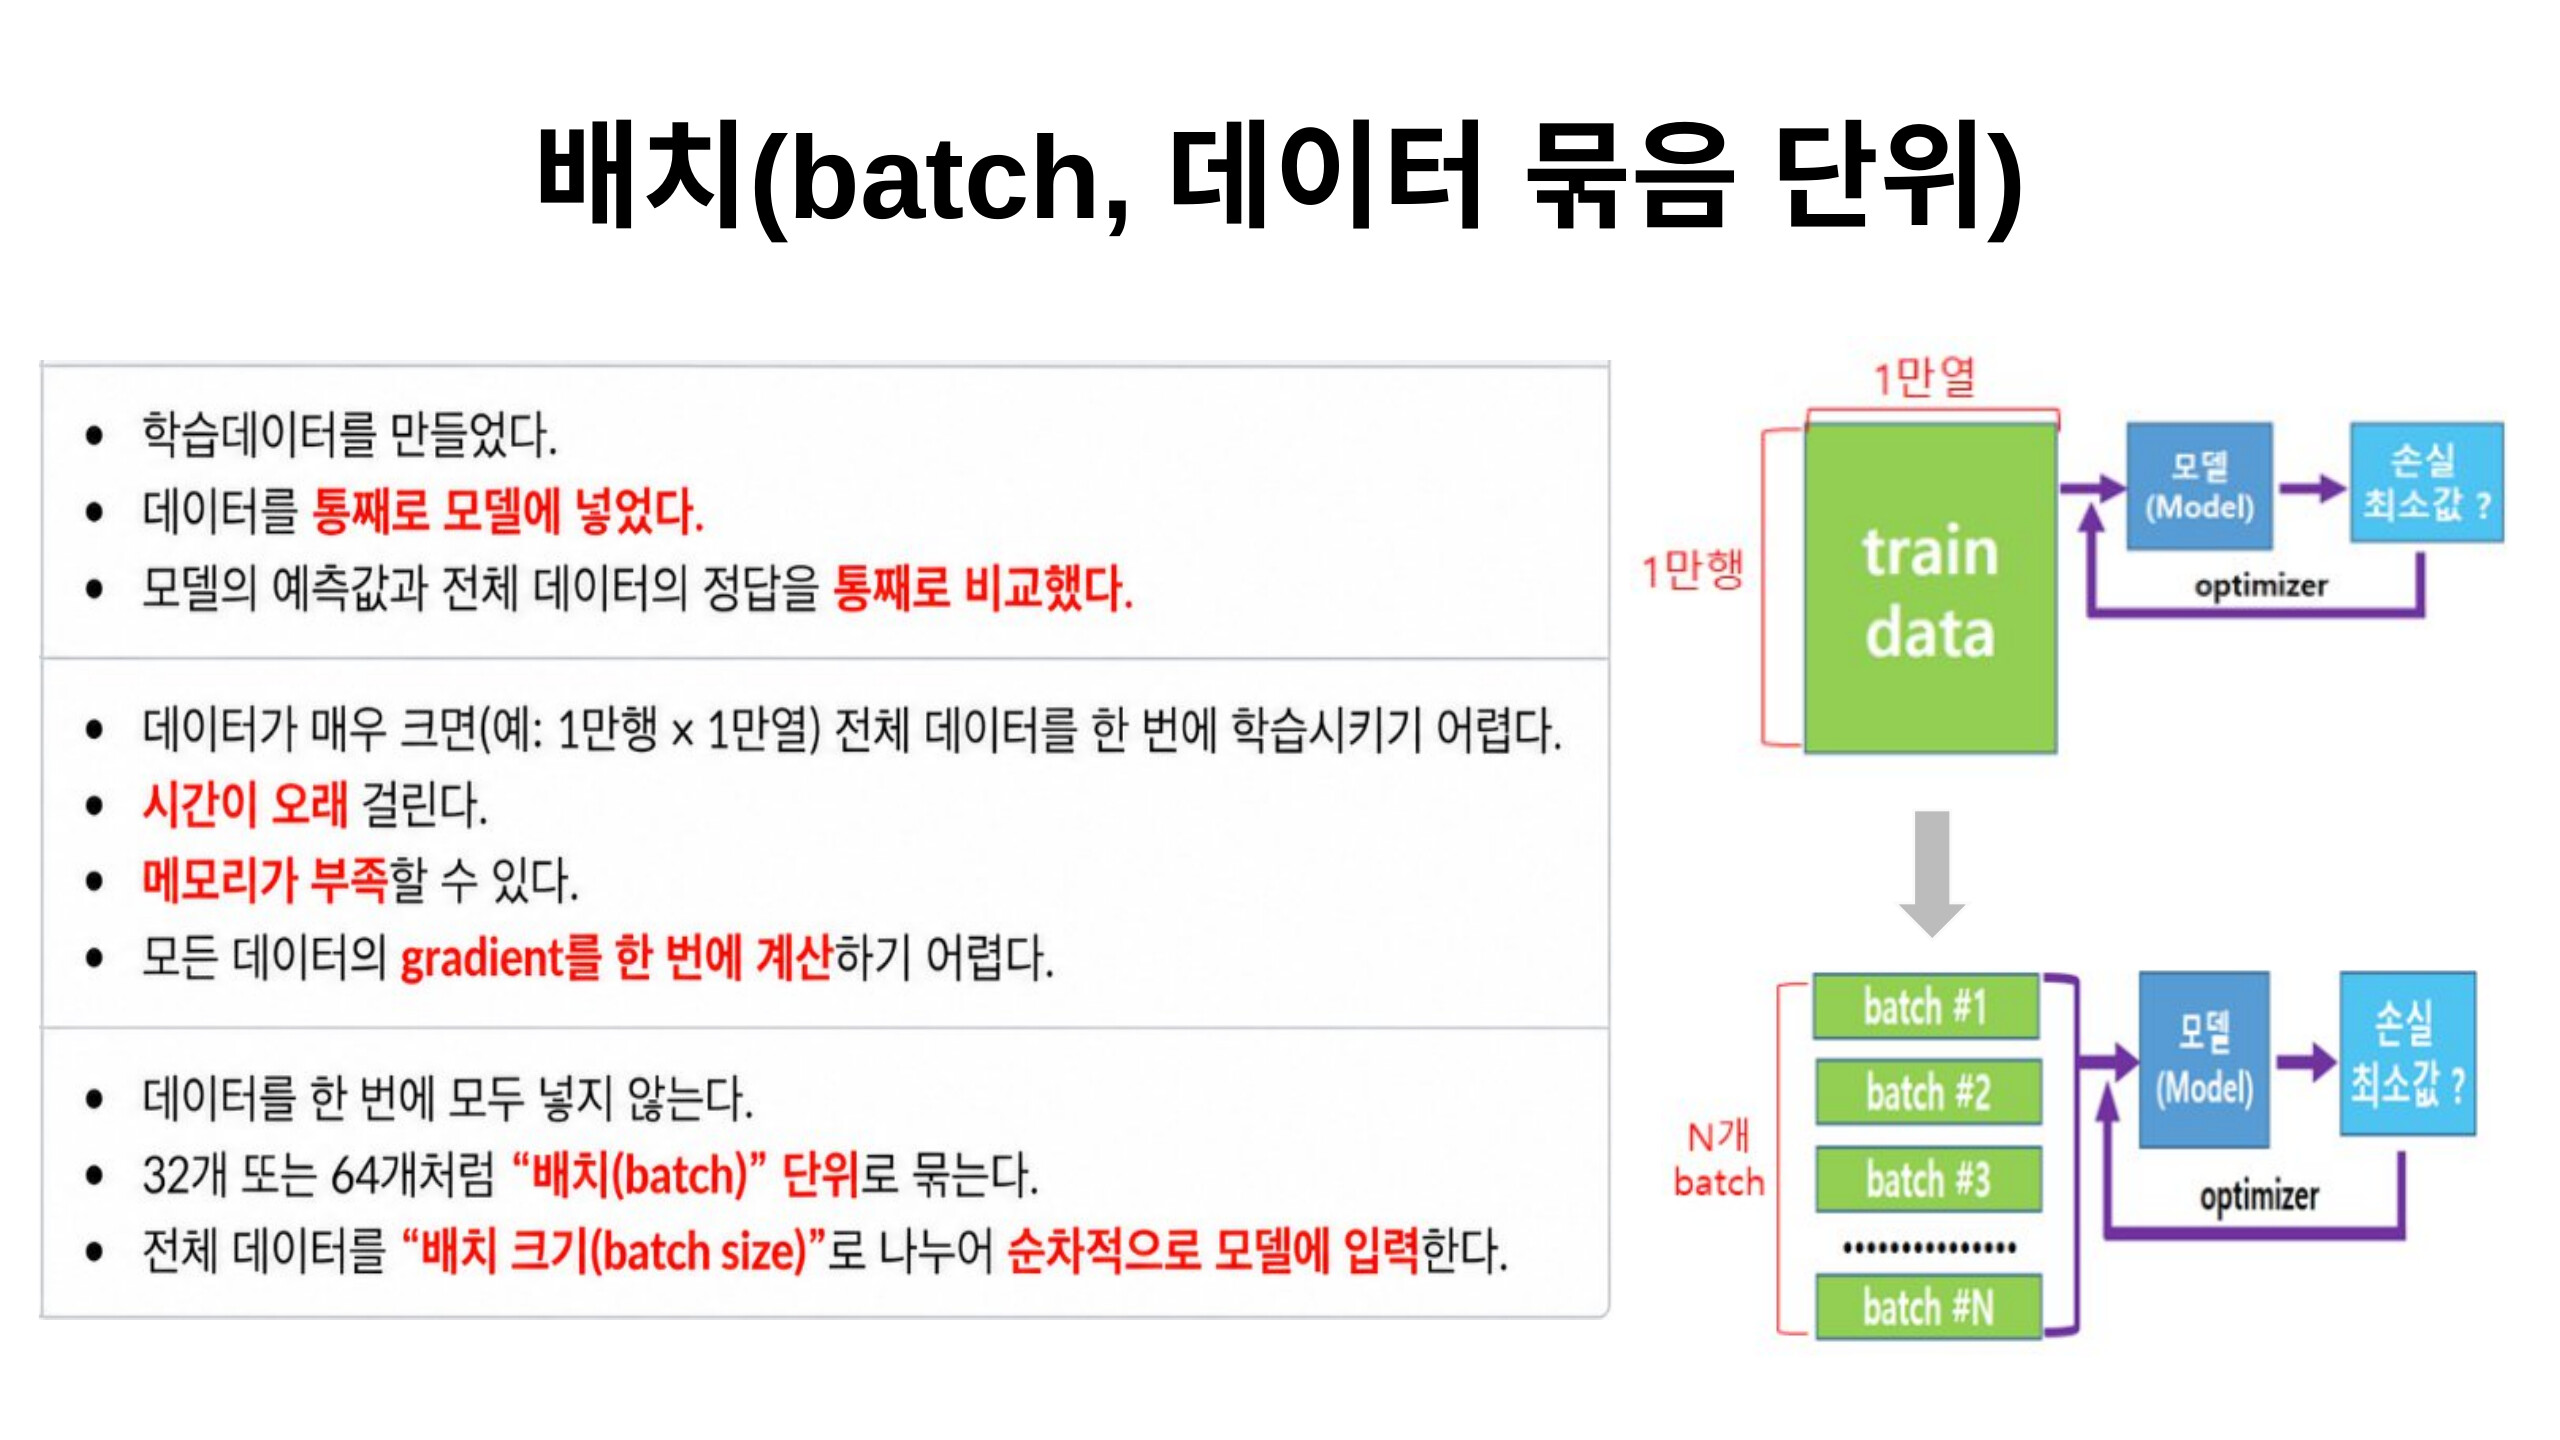 배치(batch, 데이터 묶음 단위)
• 학습데이터를 만들었다.
• 데이터를 통째로 모델에 넣었다.
• 모델의 예측값과 전체 데이터의 정답을 통째로 비교했다.
• 데이터가 매우 크면(예: 1만행 x 1만열) 전체 데이터를 한 번에 학습시키기 어렵다.
• 시간이 오래 걸린다.
• 메모리가 부족할 수 있다.
• 모든 데이터의 gradient를 한 번에 계산하기 어렵다.
• 데이터를 한 번에 모두 넣지 않는다.
• 32개 또는 64개처럼 “배치(batch)” 단위로 묶는다.
• 전체 데이터를 “배치 크기(batch size)”로 나누어 순차적으로 모델에 입력한다.
1만열
1만행
train
data
모델
(Model)
손실
최소값 ?
optimizer
N개
batch
batch #1
batch #2
batch #3
...............
batch #N
모델
(Model)
손실
최소값 ?
optimizer